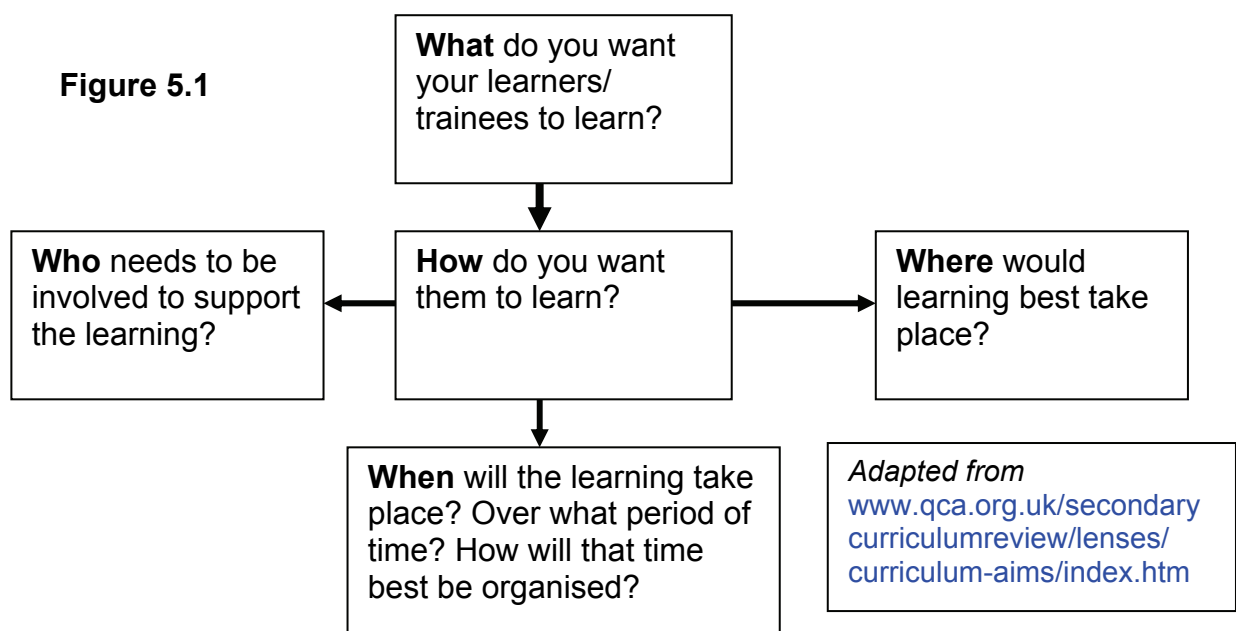 Figure 5.1
What do you want
your learners/
trainees to learn?
Who needs to be
involved to support
the learning?
How do you want
them to learn?
Where would
learning best take
place?
When will the learning take
place? Over what period of
time? How will that time
best be organised?
Adapted from
www.qca.org.uk/secondary
curriculumreview/lenses/
curriculum-aims/index.htm